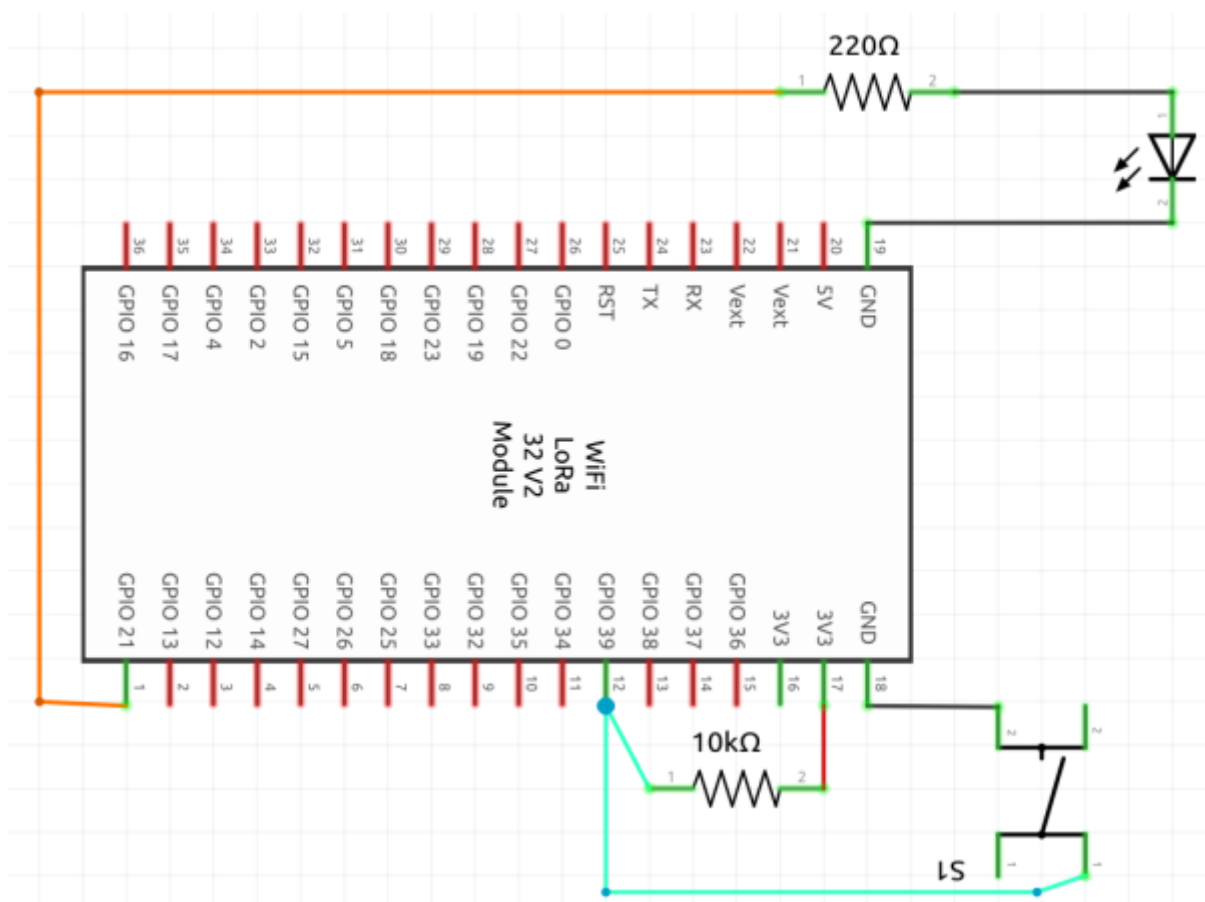 220Ω
1
2
1
2
36
35
34
33
32
31
30
29
28
27
26
25
24
23
22
21
20
19
GPIO 16
GPIO 17
GPIO 4
GPIO 2
GPIO 15
GPIO 5
GPIO 18
GPIO 23
GPIO 19
GPIO 22
GPIO 0
RST
TX
RX
Vext
Vext
5V
GND
WiFi
LoRa
32 V2
Module
GPIO 21
GPIO 13
GPIO 12
GPIO 14
GPIO 27
GPIO 26
GPIO 25
GPIO 33
GPIO 32
GPIO 35
GPIO 34
GPIO 39
GPIO 38
GPIO 37
GPIO 36
3V3
3V3
GND
1
2
3
4
5
6
7
8
9
10
11
12
13
14
15
16
17
18
10kΩ
1
2
2
2
S1
1
1